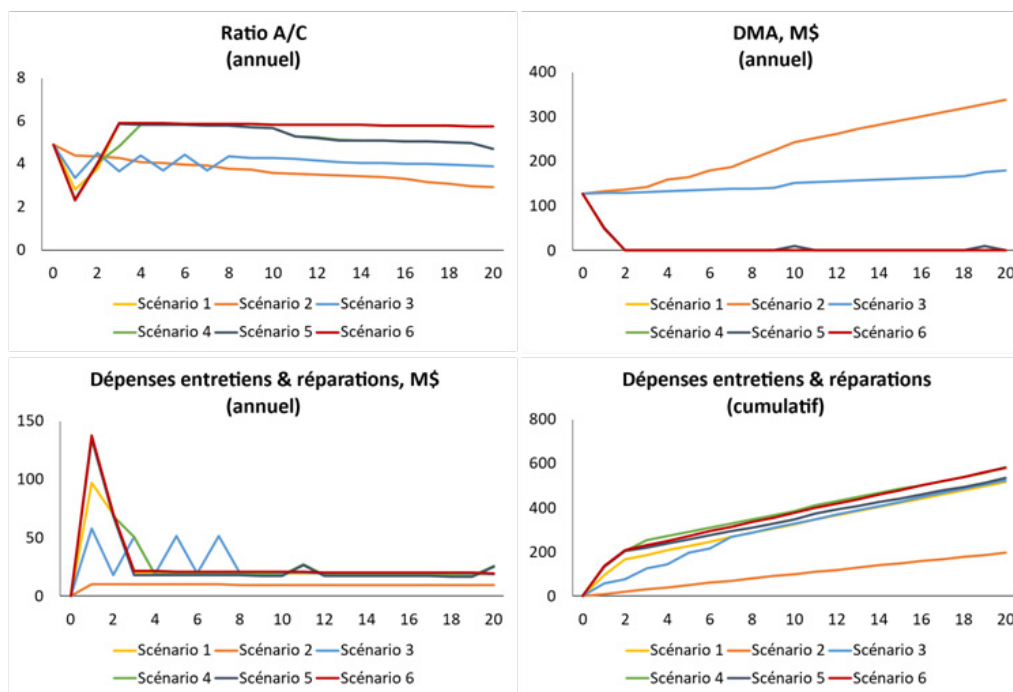 Ratio A/C
(annuel)
8
6
4
2
0
0 2 4 6 8 10 12 14 16 18 20
Scénario 1 Scénario 2 Scénario 3
Scénario 4 Scénario 5 Scénario 6
DMA, M$
(annuel)
400
300
200
100
0
0 2 4 6 8 10 12 14 16 18 20
Scénario 1 Scénario 2 Scénario 3
Scénario 4 Scénario 5 Scénario 6
Dépenses entretiens & réparations, M$
(annuel)
150
100
50
0
0 2 4 6 8 10 12 14 16 18 20
Scénario 1 Scénario 2 Scénario 3
Scénario 4 Scénario 5 Scénario 6
Dépenses entretiens & réparations
(cumulatif)
800
600
400
200
0
0 2 4 6 8 10 12 14 16 18 20
Scénario 1 Scénario 2 Scénario 3
Scénario 4 Scénario 5 Scénario 6